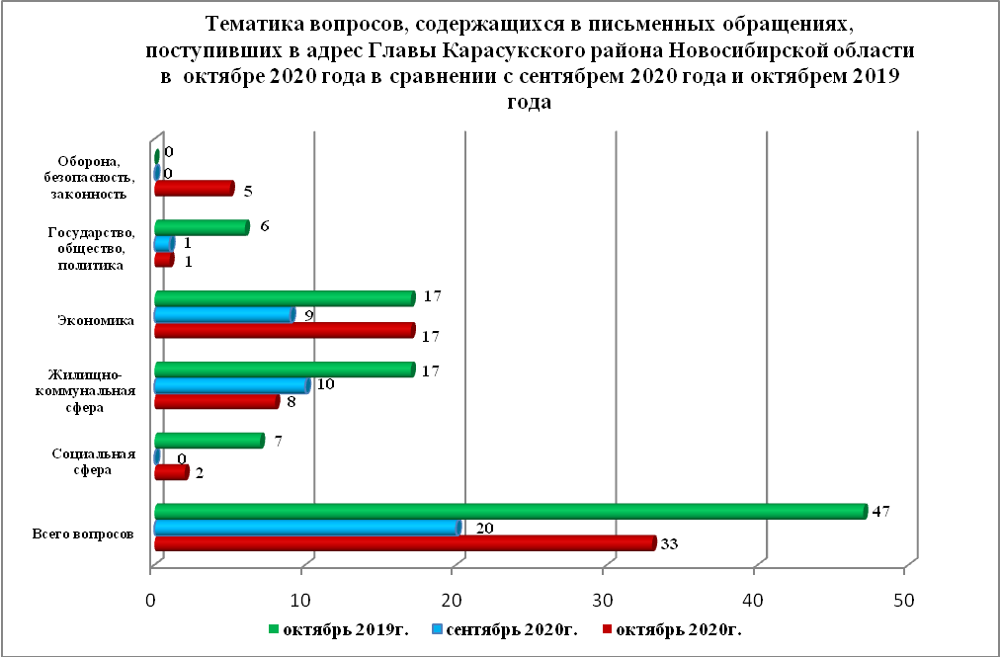 Тематика вопросов, содержащихся в письменных обращениях,
поступивших в адрес Главы Карасукского района Новосибирской области
в октябре 2020 года в сравнении с сентябрем 2020 года и октябрем 2019
года
Оборона,
безопасность,
законность
0
0
5
Государство,
общество,
политика
6
1
1
Экономика
17
9
17
Жилищно-
коммунальная
сфера
17
10
8
Социальная
сфера
7
0
2
Всего вопросов
47
20
33
0 10 20 30 40 50
октябрь 2019г. сентябрь 2020г. октябрь 2020г.